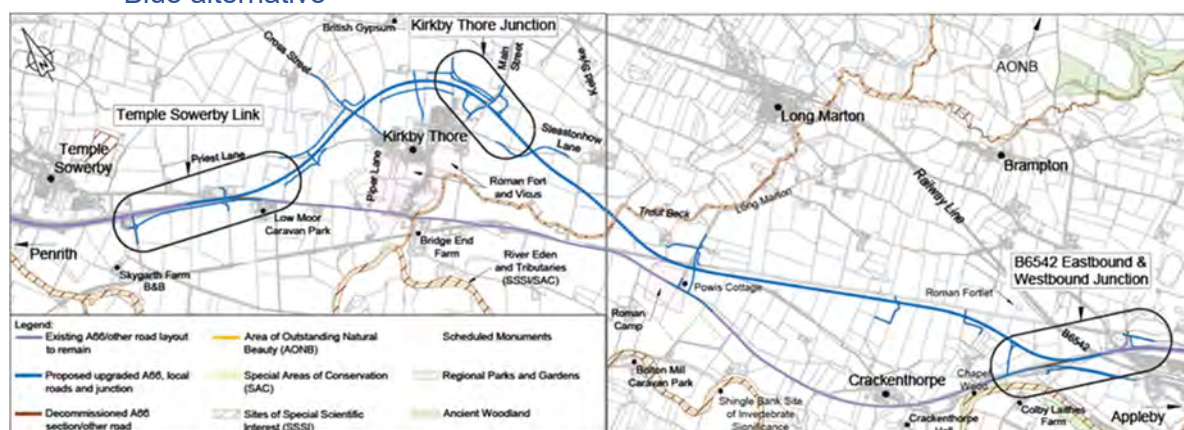 Blue alternative
British Gypsum
Kirkby Thore Junction
Cross Street
Main
Street
Keld Sike
AONB
Temple Sowerby Link
Long Marton
Temple
Sowerby
Priest Lane
Kirkby Thore
Sleastonhow
Lane
Brampton
Piper Lane
Roman Fort
and Vicus
Railway Line
Low Moor
Caravan Park
Trout Beck
Long Marton
Penrith
Bridge End
Farm
River Eden
and Tributaries
(SSSI/SAC)
Skygarth Farm
B&B
B6542 Eastbound &
Westbound Junction
Powis Cottage
Roman Fortlet
Roman
Camp
B6542
Legend:
Existing A66/other road layout
to remain
Proposed upgraded A66, local
roads and junction
Decommissioned A66
section/other road
Area of Outstanding Natural
Beauty (AONB)
Special Areas of Conservation
(SAC)
Sites of Special Scientific
Interest (SSSI)
Scheduled Monuments
Regional Parks and Gardens
Ancient Woodland
Bolton Mill
Caravan Park
Crackenthorpe
Chapel
Wood
Shingle Bank Site
of Invertebrate
Significance
Crackenthorpe
Colby Laithes
Farm
Appleby